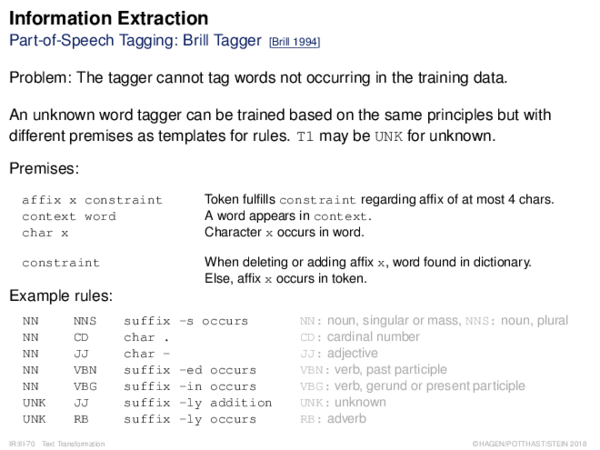 Information Extraction
Part-of-Speech Tagging: Brill Tagger [Brill 1994]
Problem: The tagger cannot tag words not occurring in the training data.
An unknown word tagger can be trained based on the same principles but with
different premises as templates for rules. T1 may be UNK for unknown.
Premises:
affix x constraint Token fulfills constraint regarding affix of at most 4 chars.
context word A word appears in context.
char x Character x occurs in word.
constraint When deleting or adding affix x, word found in dictionary.
Else, affix x occurs in token.
Example rules:
NN NNS suffix -s occurs NN: noun, singular or mass, NNS: noun, plural
NN CD char . CD: cardinal number
NN JJ char - JJ: adjective
NN VBN suffix -ed occurs VBN: verb, past participle
NN VBG suffix -in occurs VBG: verb, gerund or present participle
UNK JJ suffix -ly addition UNK: unknown
UNK RB suffix -ly occurs RB: adverb
IR:III-70 Text Transformation ©HAGEN/POTTHAST/STEIN 2018